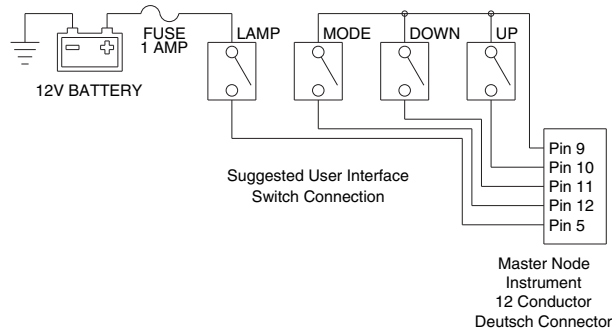 FUSE
1 AMP
LAMP
MODE
DOWN
UP
12V BATTERY
Pin 9
Pin 10
Pin 11
Pin 12
Pin 5
Suggested User Interface
Switch Connection
Master Node
Instrument
12 Conductor
Deutsch Connector